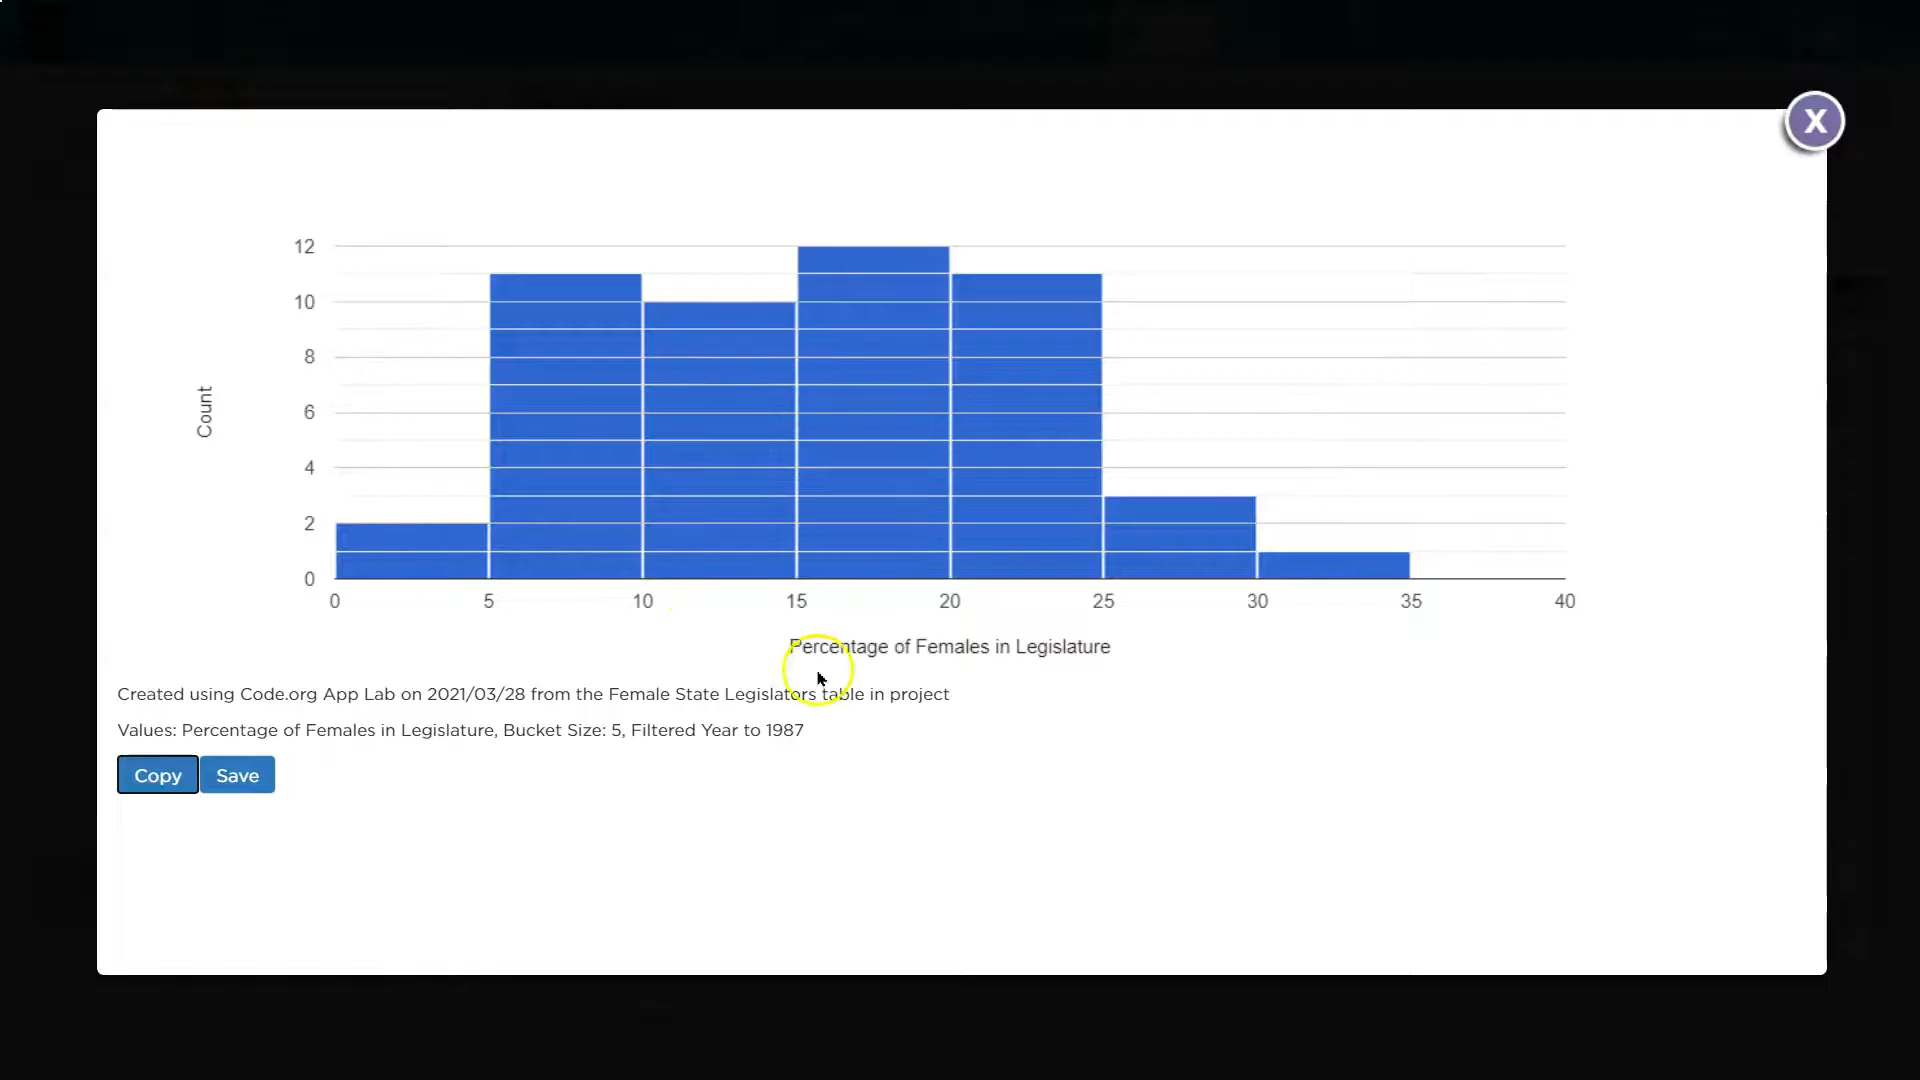 X
12
10
8
6
4
2
0
Count
0 5 10 15 20 25 30 35 40
Percentage of Females in Legislature
Created using Code.org App Lab on 2021/03/28 from the Female State Legislators table in project
Values: Percentage of Females in Legislature, Bucket Size: 5, Filtered Year to 1987
Copy Save